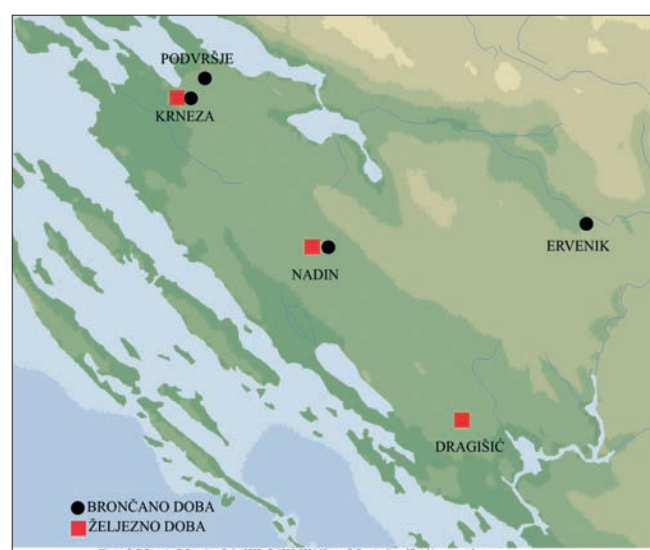 PODVRŠJE
KRNEZA
ERVENIK
NADIN
DRAGIŠIĆ
BRONČANO DOBA
ŽELJEZNO DOBA